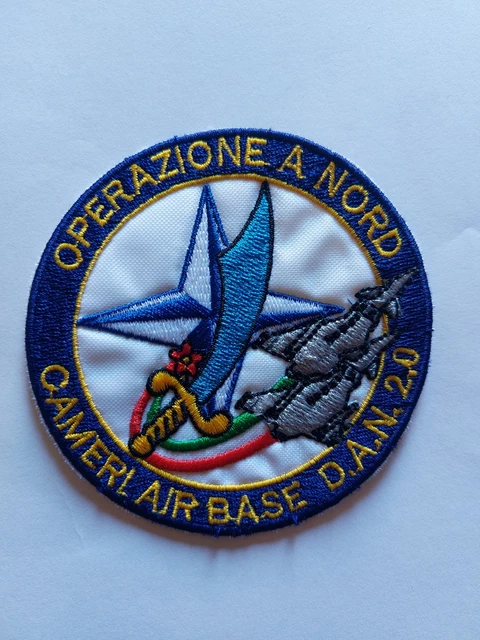 OPERAZIONE A NORD
CAMERI AIR BASE D.A.N. 2.0